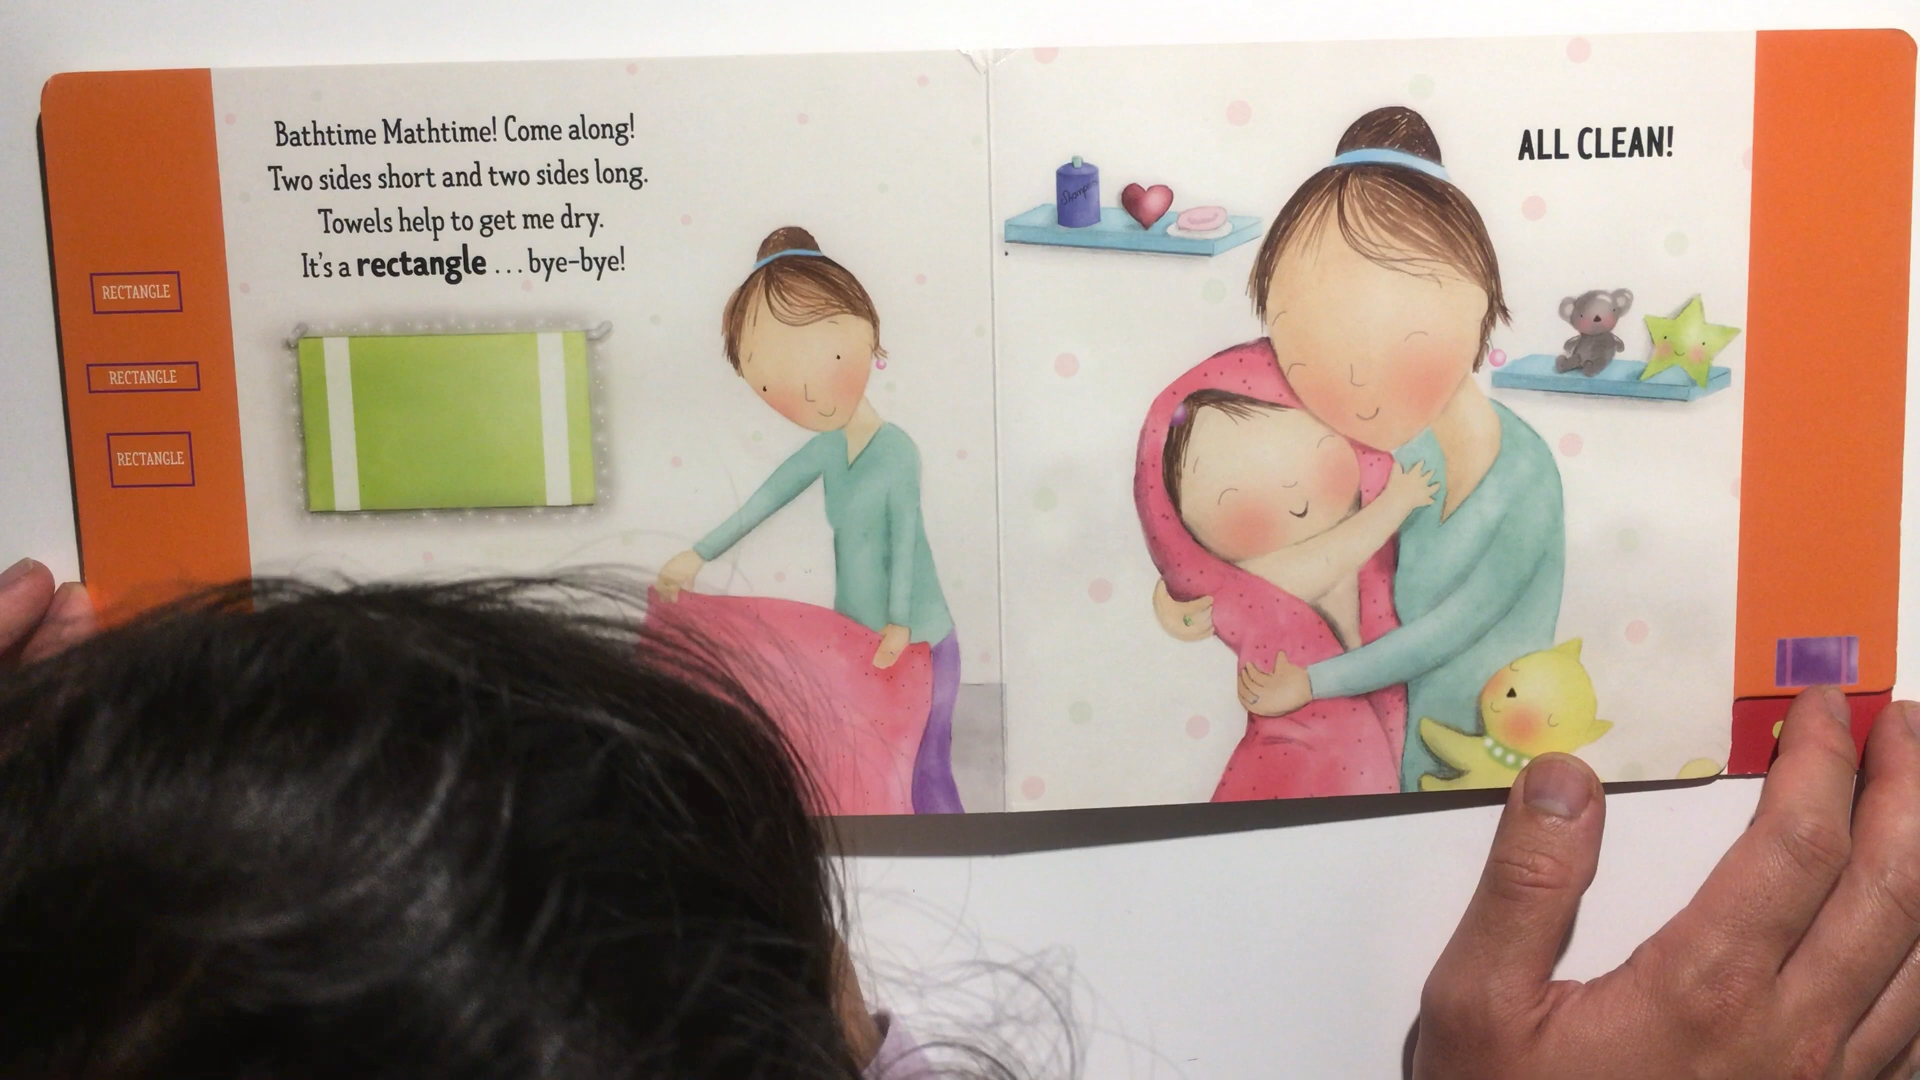 Bathtime Mathtime! Come along!
Two sides short and two sides long.
Towels help to get me dry.
It's a rectangle ... bye-bye!
RECTANGLE
RECTANGLE
RECTANGLE
ALL CLEAN!